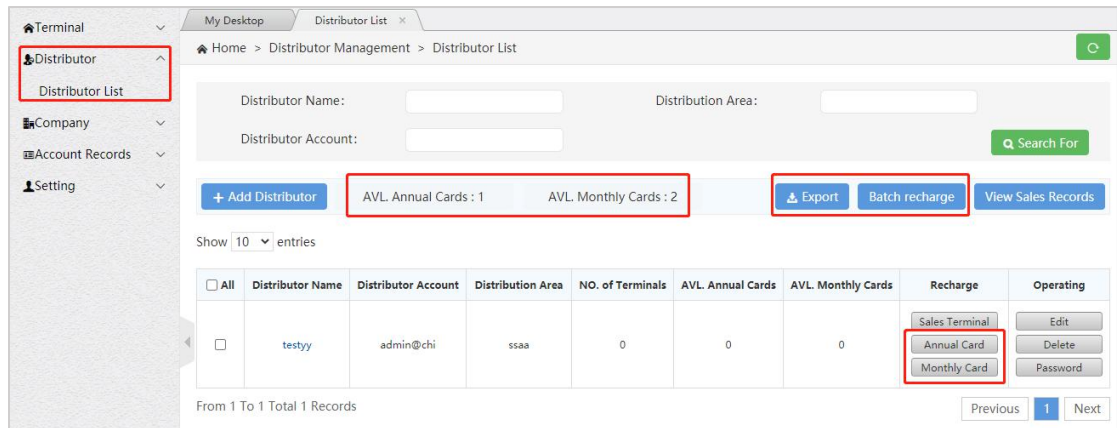 Terminal
Distributor
Distributor List
Company
Account Records
Setting
My Desktop Distributor List ×
Home > Distributor Management > Distributor List
Distributor Name: Distribution Area:
Distributor Account: Search For
+ Add Distributor AVL. Annual Cards : 1 AVL. Monthly Cards : 2 Export Batch recharge View Sales Records
Show 10 entries
All Distributor Name Distributor Account Distribution Area NO. of Terminals AVL. Annual Cards AVL. Monthly Cards Recharge Operating
Sales Terminal Edit
testyy admin@chi ssaa 0 0 0 Annual Card Delete
Monthly Card Password
From 1 To 1 Total 1 Records Previous 1 Next